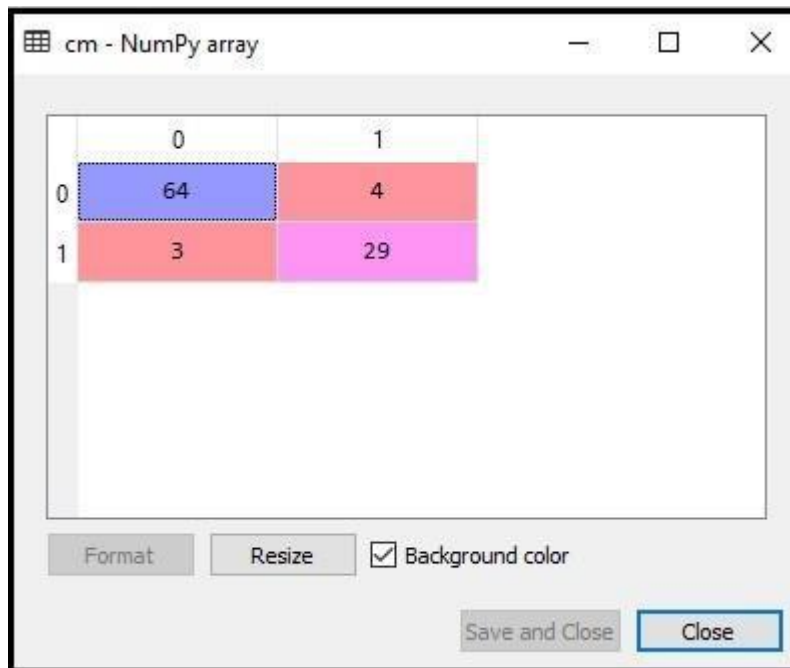 cm - NumPy array
0 1
0 64 4
1 3 29
Format Resize Background color
Save and Close Close